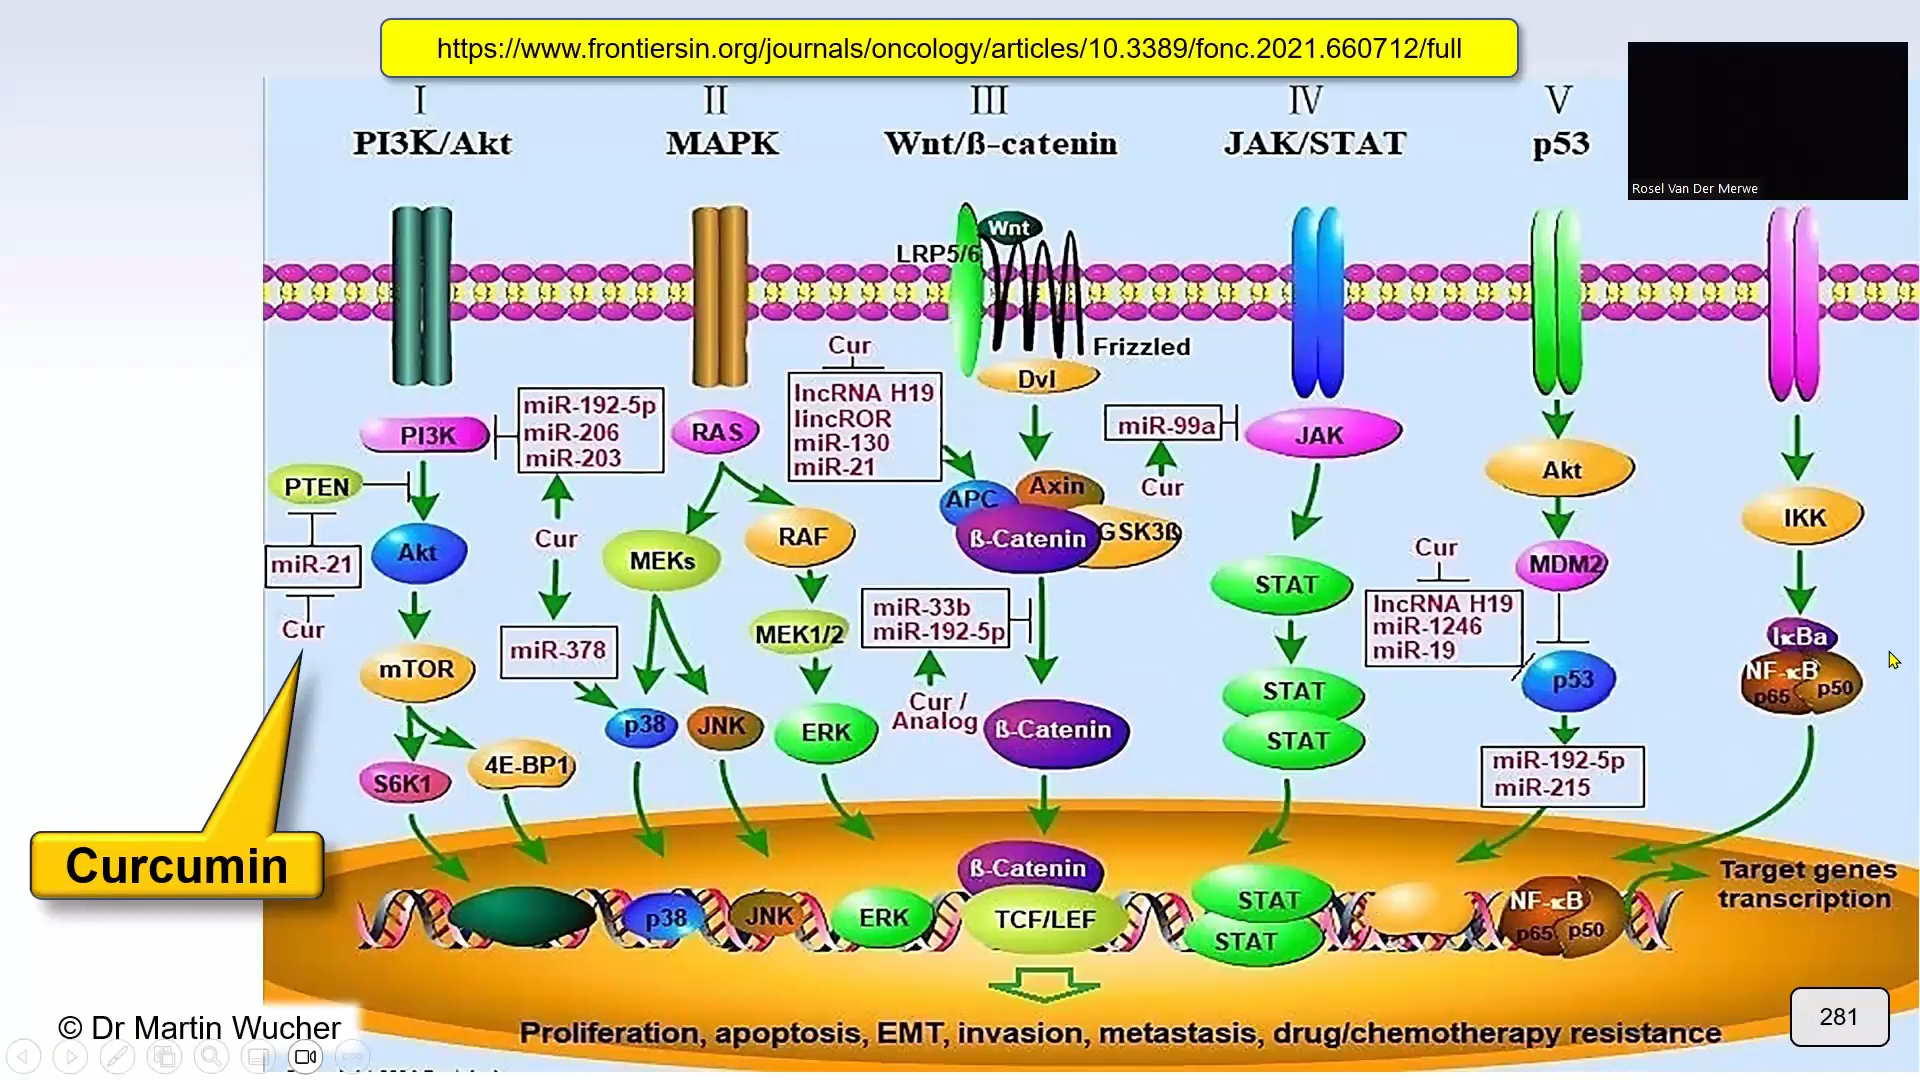 https://www.frontiersin.org/journals/oncology/articles/10.3389/fonc.2021.660712/full
Rosel Van Der Merwe
I
PI3K/Akt
II
MAPK
III
Wnt/ß-catenin
IV
JAK/STAT
V
p53
Wnt
LRP5/6
Frizzled
Dvl
Cur
lncRNA H19
lincROR
miR-130
miR-21
miR-192-5p
miR-206
miR-203
PI3K
PTEN
miR-21
Cur
Akt
Cur
mTOR
miR-378
S6K1
4E-BP1
RAS
MEKs
RAF
MEK1/2
p38
JNK
ERK
APC
Axin
ß-Catenin
GSK3ß
miR-33b
miR-192-5p
Cur /
Analog
ß-Catenin
miR-99a
Cur
JAK
STAT
STAT
STAT
Akt
MDM2
Cur
lncRNA H19
miR-1246
miR-19
p53
miR-192-5p
miR-215
IKK
IκBa
NF-κB
p65
p50
Curcumin
p38
JNK
ERK
ß-Catenin
TCF/LEF
STAT
STAT
NF-κB
p65
p50
Target genes
transcription
Proliferation, apoptosis, EMT, invasion, metastasis, drug/chemotherapy resistance
© Dr Martin Wucher
281